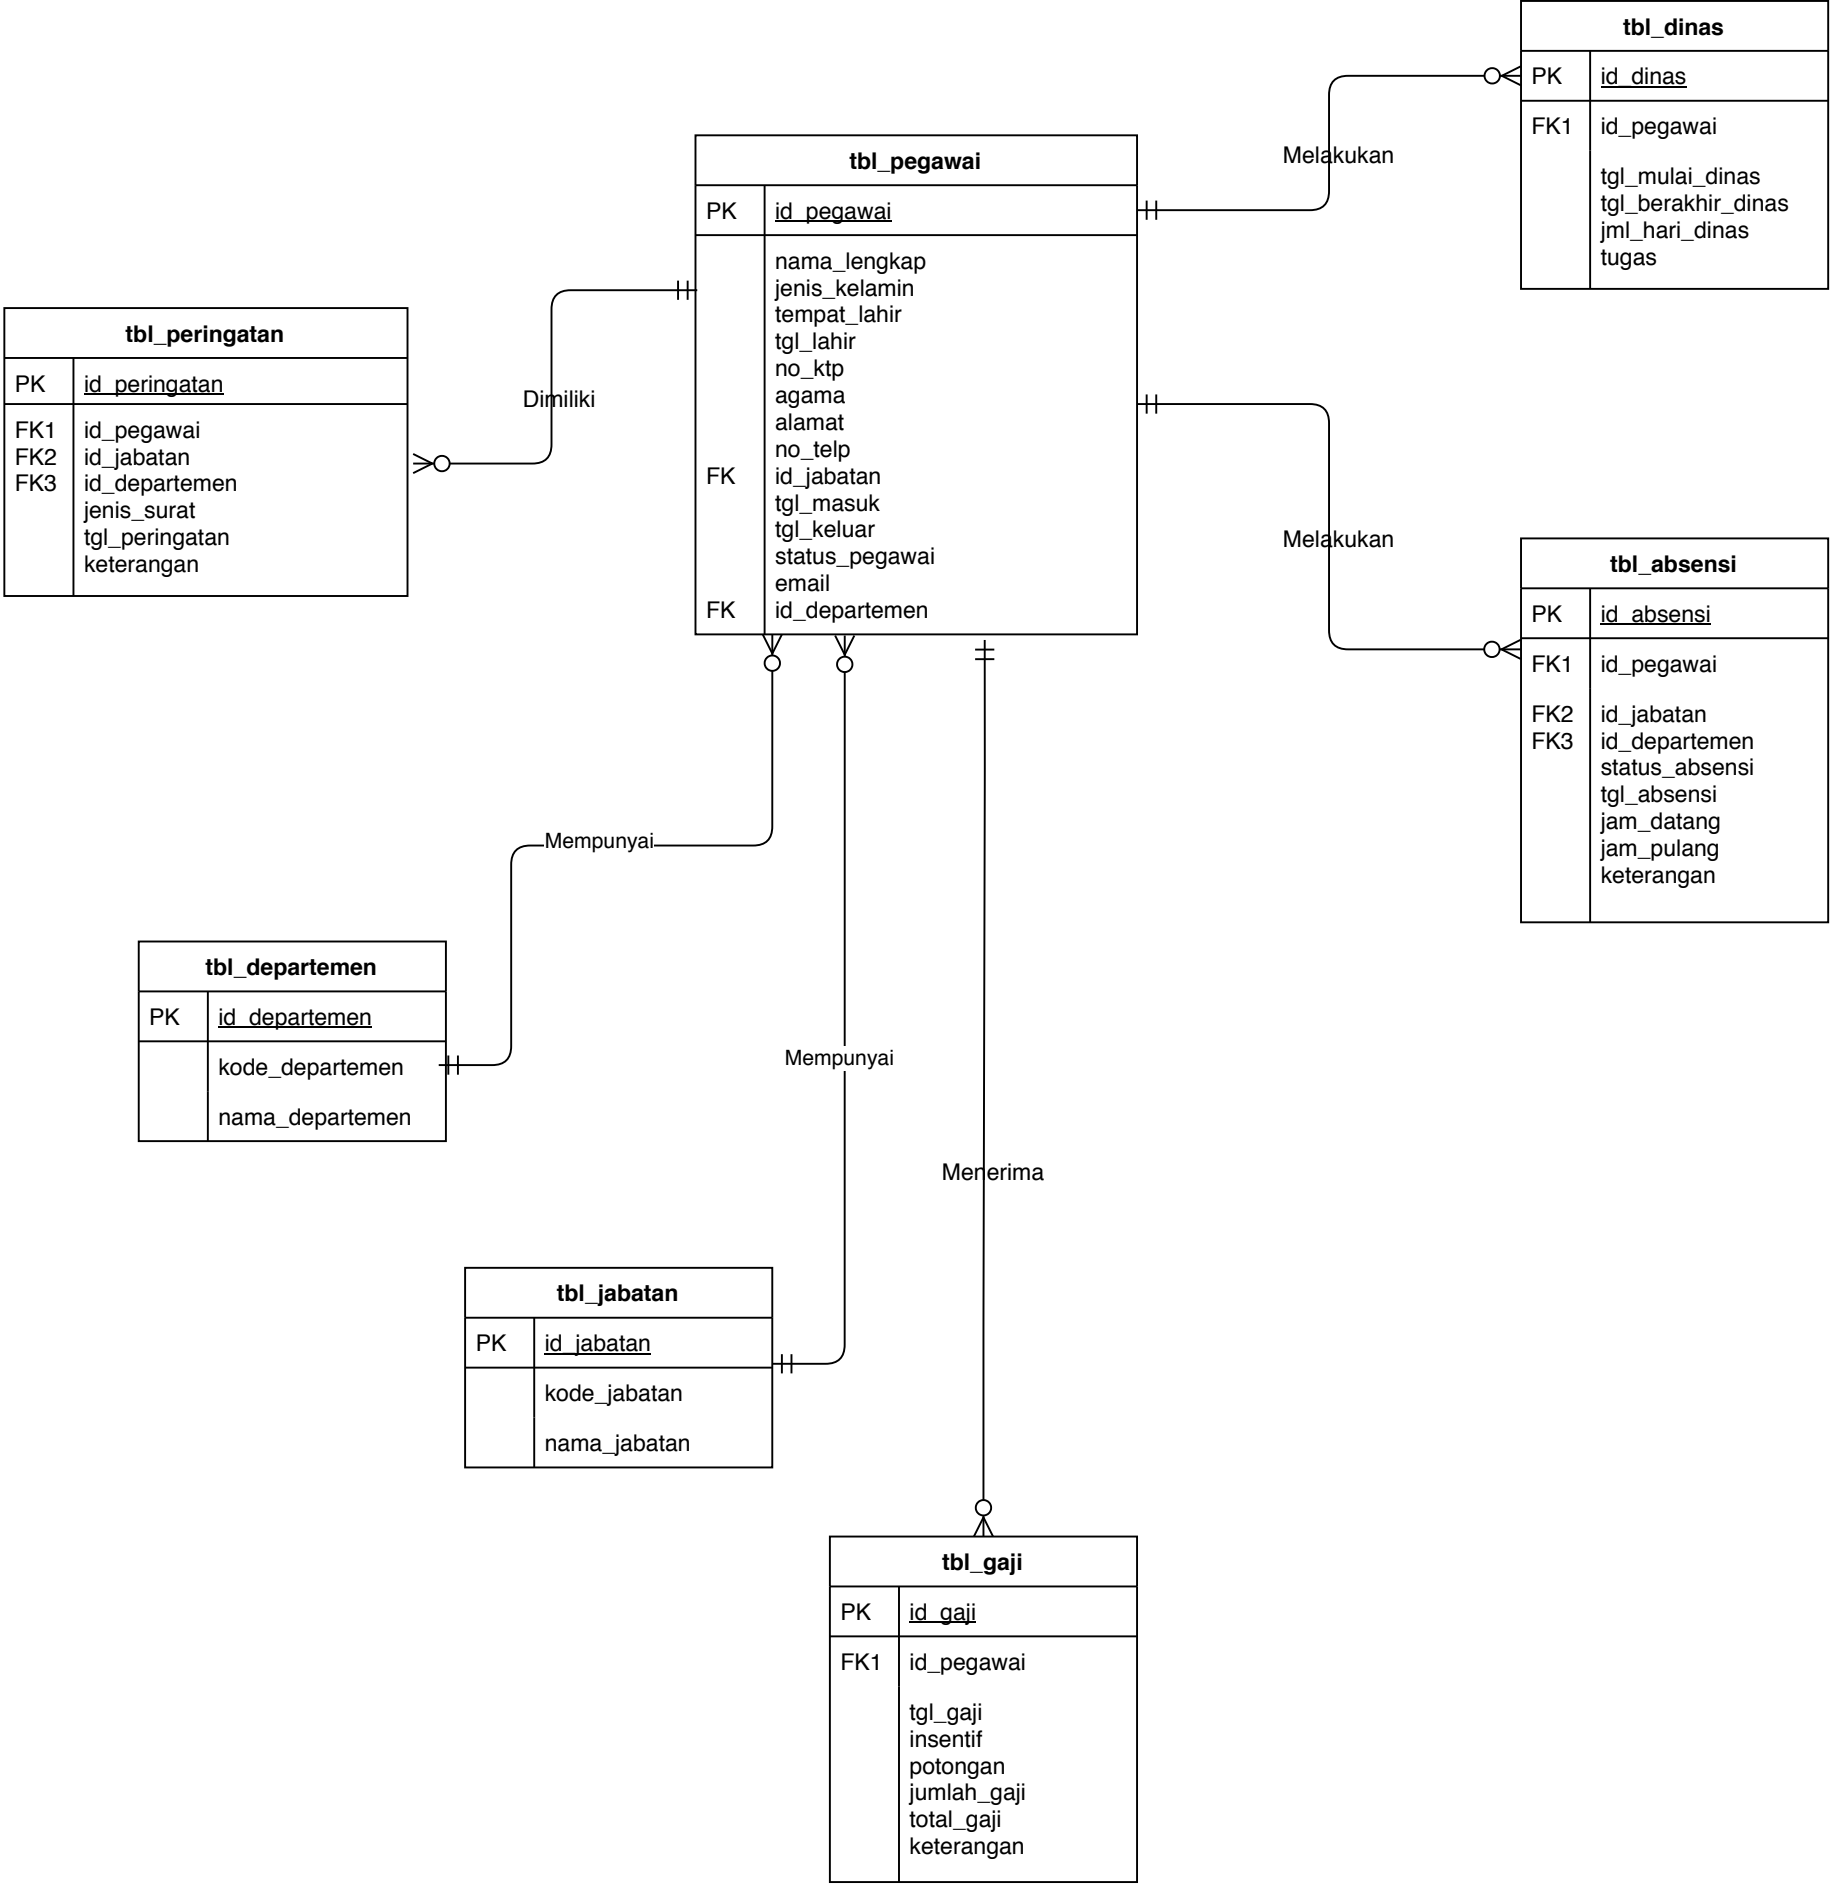 tbl_dinas
PK id_dinas
FK1 id_pegawai
tgl_mulai_dinas
tgl_berakhir_dinas
jml_hari_dinas
tugas
Melakukan
tbl_pegawai
PK id_pegawai
nama_lengkap
jenis_kelamin
tempat_lahir
tgl_lahir
no_ktp
agama
alamat
no_telp
FK id_jabatan
tgl_masuk
tgl_keluar
status_pegawai
email
FK id_departemen
tbl_peringatan
PK id_peringatan
FK1 id_pegawai
FK2 id_jabatan
FK3 id_departemen
jenis_surat
tgl_peringatan
keterangan
Dimiliki
Melakukan
tbl_absensi
PK id_absensi
FK1 id_pegawai
FK2 id_jabatan
FK3 id_departemen
status_absensi
tgl_absensi
jam_datang
jam_pulang
keterangan
Mempunyai
tbl_departemen
PK id_departemen
kode_departemen
nama_departemen
Mempunyai
Menerima
tbl_jabatan
PK id_jabatan
kode_jabatan
nama_jabatan
tbl_gaji
PK id_gaji
FK1 id_pegawai
tgl_gaji
insentif
potongan
jumlah_gaji
total_gaji
keterangan